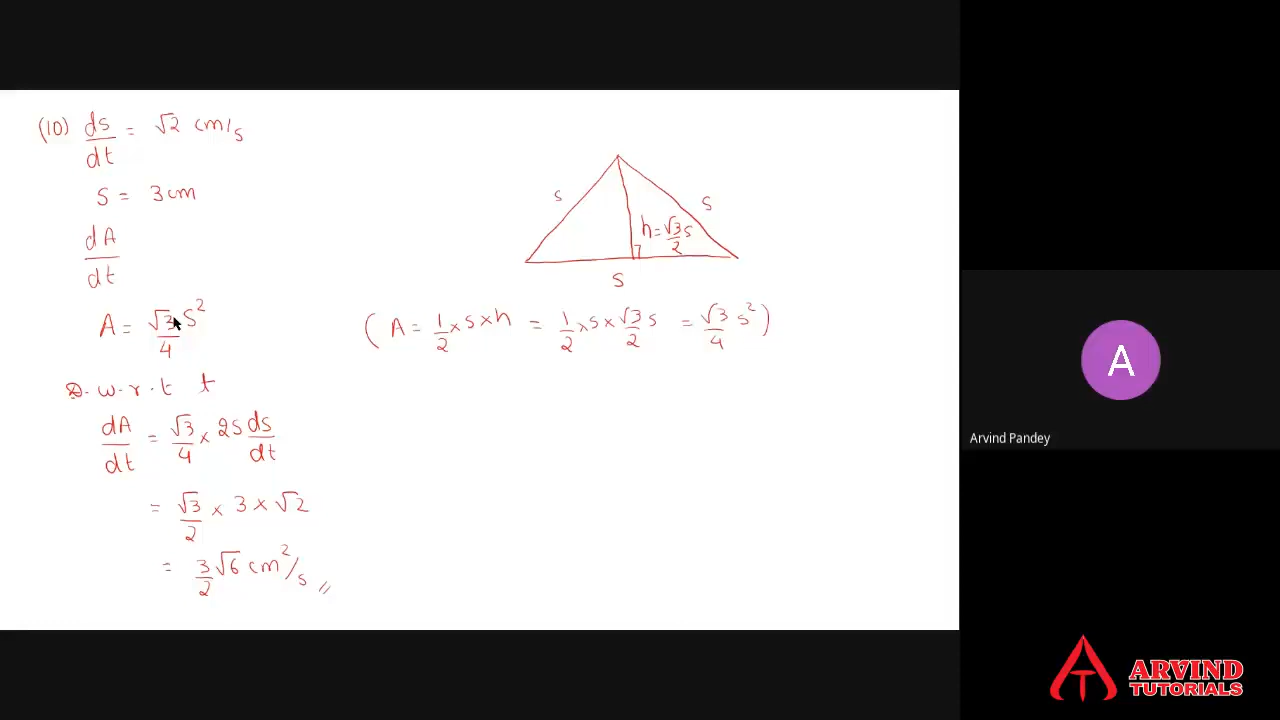 (10) ds/dt = √2 cm/s
s = 3cm
dA/dt
A = √3/4 s²
D. w.r.t t
dA/dt = √3/4 × 2s ds/dt
= √3/2 × 3 × √2
= 3/2 √6 cm²/s //
s
s
h = √3s/2
s
( A = 1/2 × s × h = 1/2 × s × √3/2 s = √3/4 s² )
A
Arvind Pandey
ARVIND
TUTORIALS